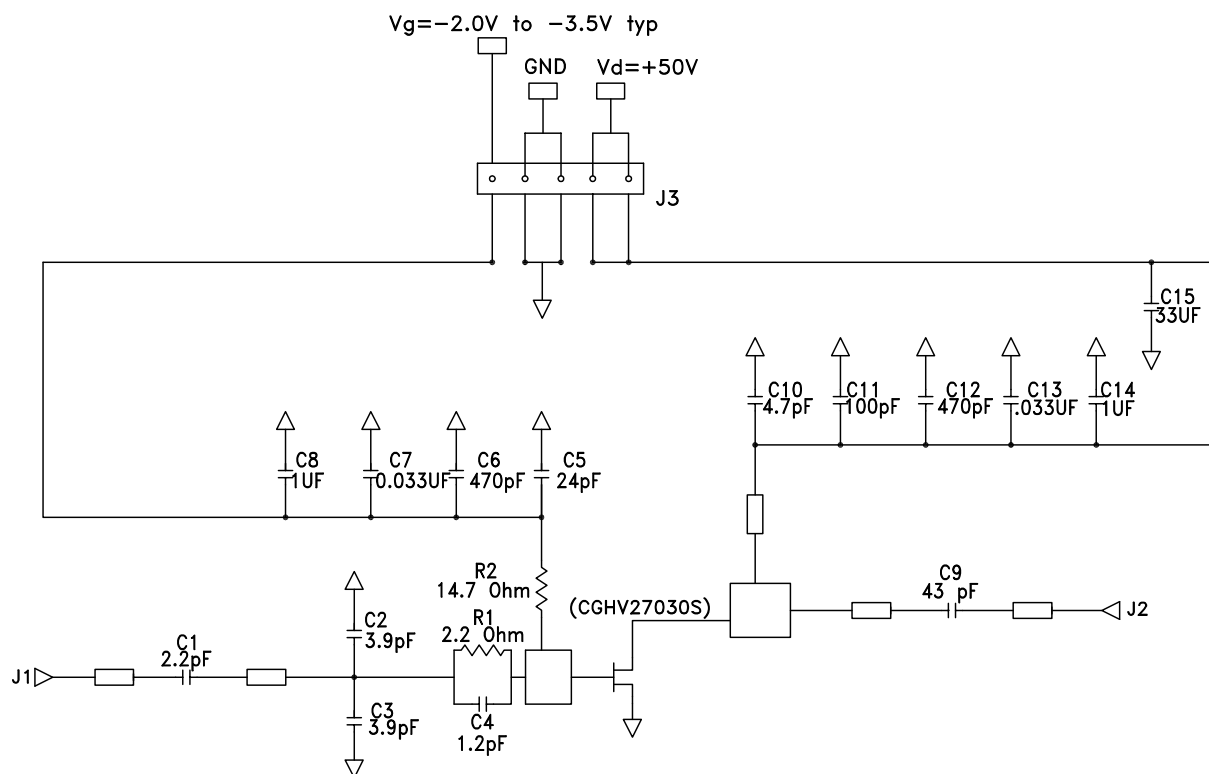 Vg=-2.0V to -3.5V typ
GND
Vd=+50V
J3
C15
33UF
C10
4.7pF
C11
100pF
C12
470pF
C13
.033UF
C14
1UF
C8
1UF
C7
0.033UF
C6
470pF
C5
24pF
R2
14.7 Ohm
R1
2.2 Ohm
(CGHV27030S)
C9
43 pF
J2
C2
3.9pF
C1
2.2pF
J1
C3
3.9pF
C4
1.2pF